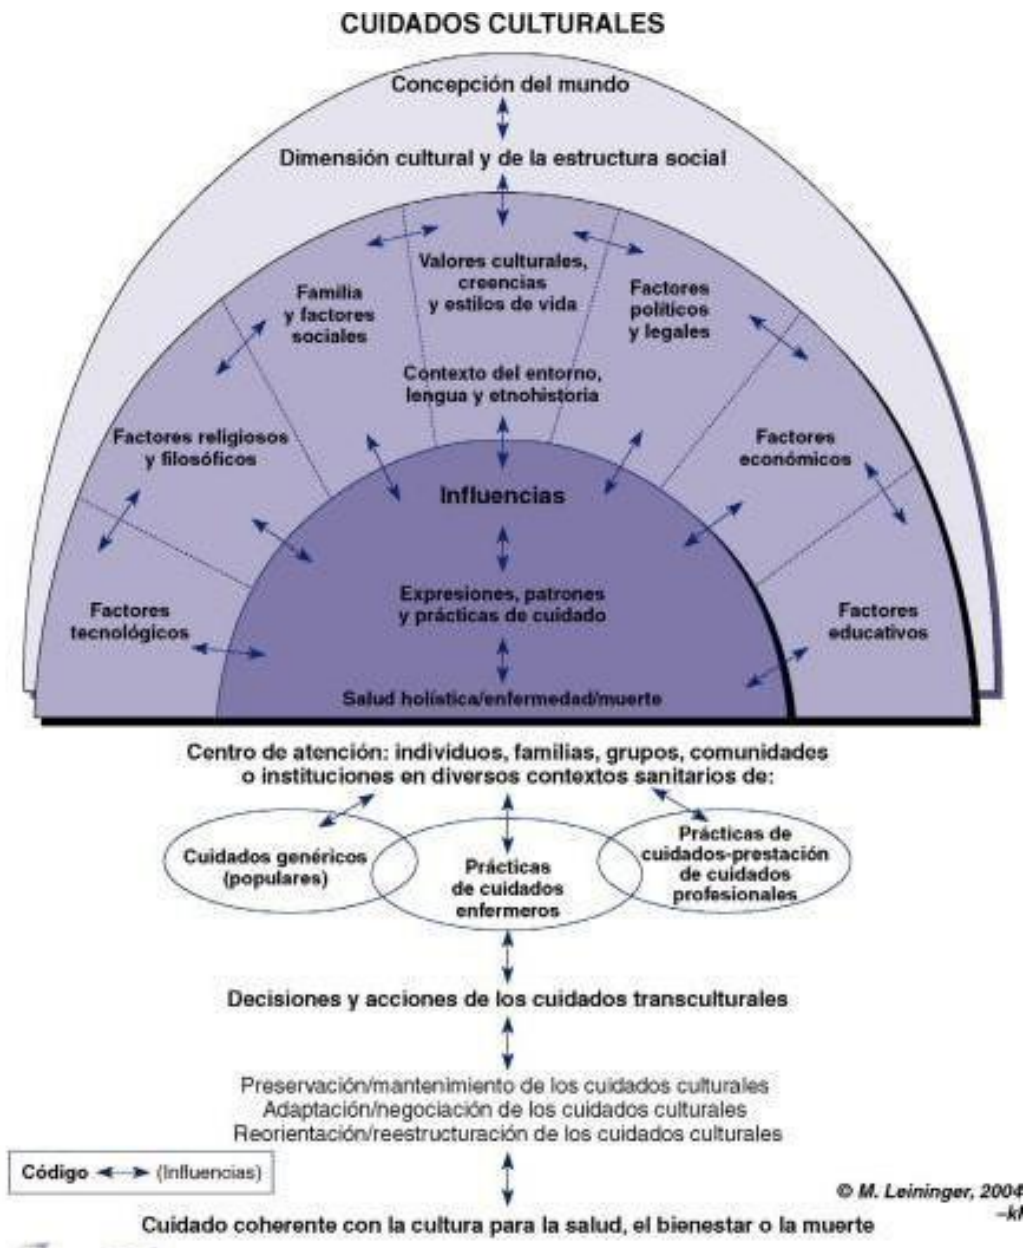 CUIDADOS CULTURALES
Concepción del mundo
Dimensión cultural y de la estructura social
Valores culturales,
creencias
y estilos de vida
Familia
y factores
sociales
Factores
políticos
y legales
Contexto del entorno,
lengua y etnohistoria
Factores religiosos
y filosóficos
Factores
económicos
Influencias
Expresiones, patrones
y prácticas de cuidado
Factores
tecnológicos
Factores
educativos
Salud holística/enfermedad/muerte
Centro de atención: individuos, familias, grupos, comunidades
o instituciones en diversos contextos sanitarios de:
Cuidados genéricos
(populares)
Prácticas
de cuidados
enfermeros
Prácticas de
cuidados-prestación
de cuidados
profesionales
Decisiones y acciones de los cuidados transculturales
Preservación/mantenimiento de los cuidados culturales
Adaptación/negociación de los cuidados culturales
Reorientación/reestructuración de los cuidados culturales
Código (Influencias)
© M. Leininger, 2004
Cuidado coherente con la cultura para la salud, el bienestar o la muerte